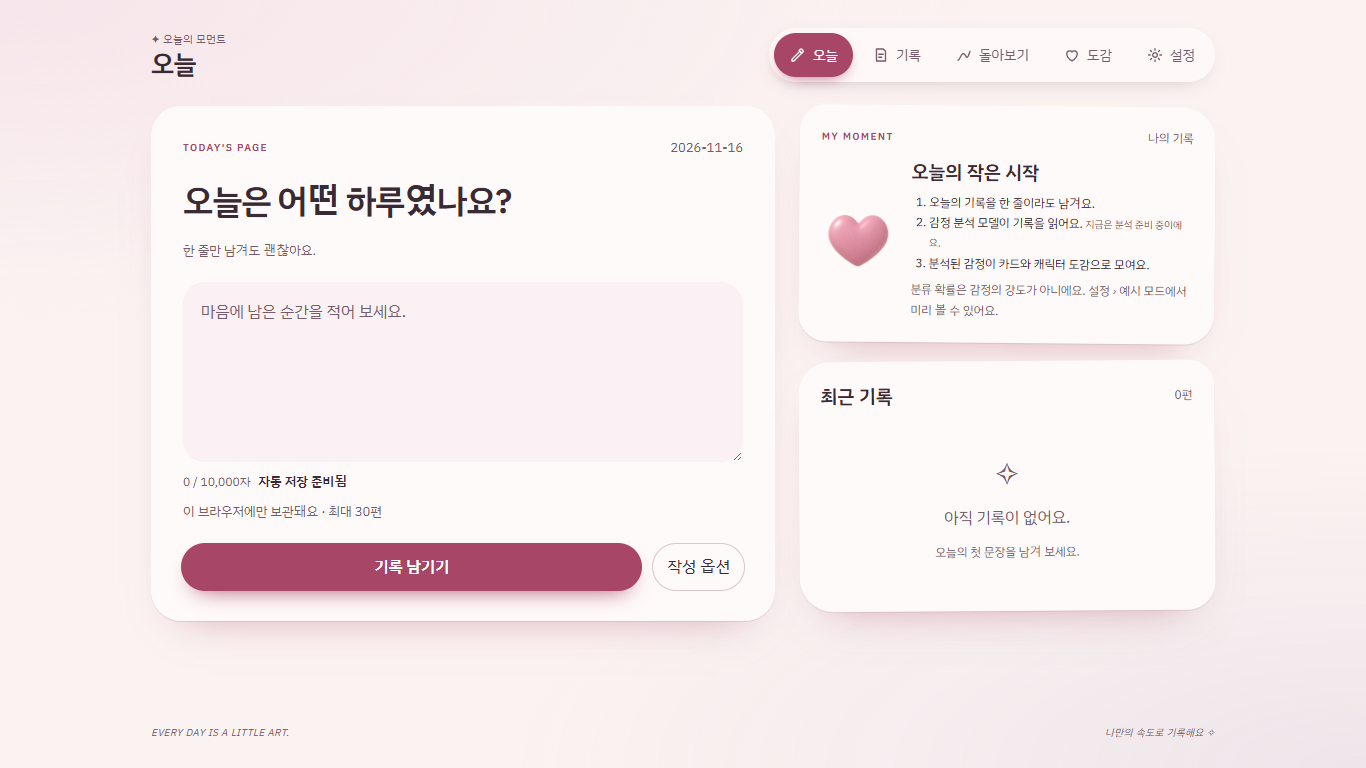 ✦ 오늘의 모먼트
오늘
오늘
기록
돌아보기
도감
설정
TODAY'S PAGE
2026-11-16
오늘은 어떤 하루였나요?
한 줄만 남겨도 괜찮아요.
마음에 남은 순간을 적어 보세요.
0 / 10,000자 자동 저장 준비됨
이 브라우저에만 보관돼요 · 최대 30편
기록 남기기
작성 옵션
MY MOMENT
나의 기록
오늘의 작은 시작
1. 오늘의 기록을 한 줄이라도 남겨요.
2. 감정 분석 모델이 기록을 읽어요. 지금은 분석 준비 중이에
요.
3. 분석된 감정이 카드와 캐릭터 도감으로 모여요.
분류 확률은 감정의 강도가 아니에요. 설정 › 예시 모드에서
미리 볼 수 있어요.
최근 기록
0편
아직 기록이 없어요.
오늘의 첫 문장을 남겨 보세요.
EVERY DAY IS A LITTLE ART.
나만의 속도로 기록해요 ✧